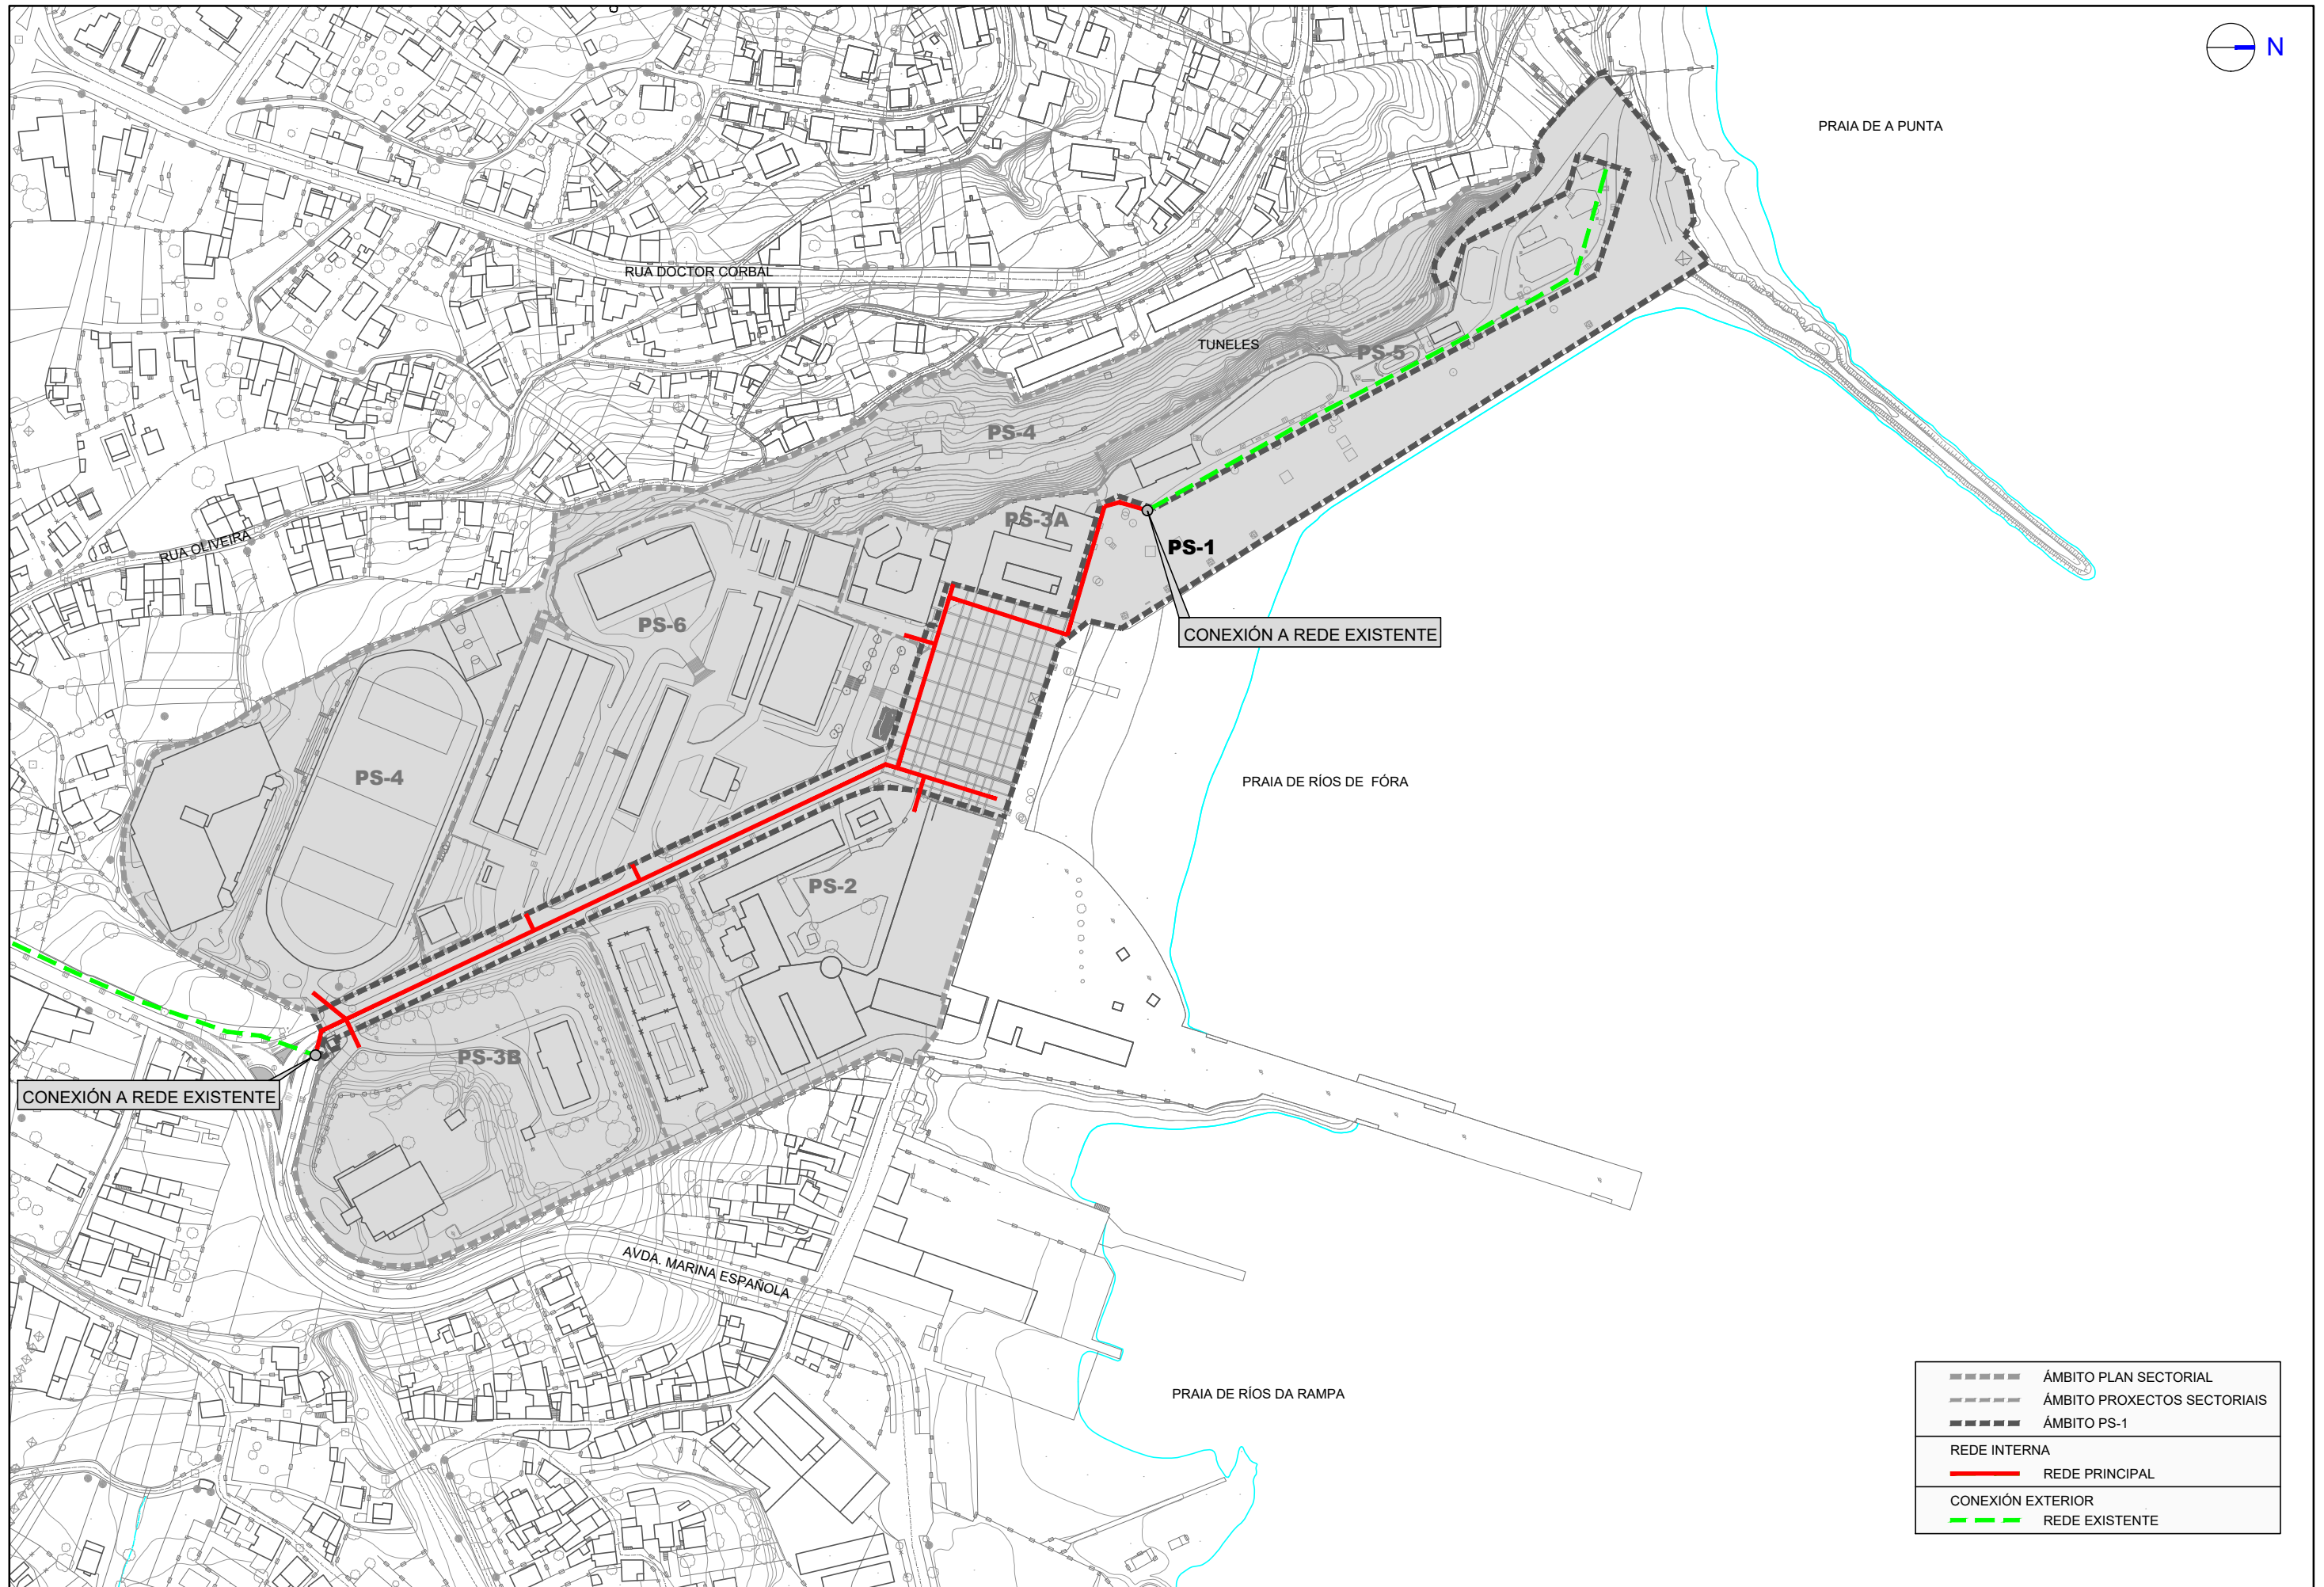 N
PRAIA DE A PUNTA
RUA DOCTOR CORBAL
TUNELES
PS-5
PS-4
PS-3A
PS-1
RUA OLIVEIRA
PS-6
CONEXIÓN A REDE EXISTENTE
PS-4
PRAIA DE RÍOS DE FÓRA
PS-2
PS-3B
CONEXIÓN A REDE EXISTENTE
AVDA. MARINA ESPAÑOLA
PRAIA DE RÍOS DA RAMPA
ÁMBITO PLAN SECTORIAL
ÁMBITO PROXECTOS SECTORIAIS
ÁMBITO PS-1
REDE INTERNA
REDE PRINCIPAL
CONEXIÓN EXTERIOR
REDE EXISTENTE